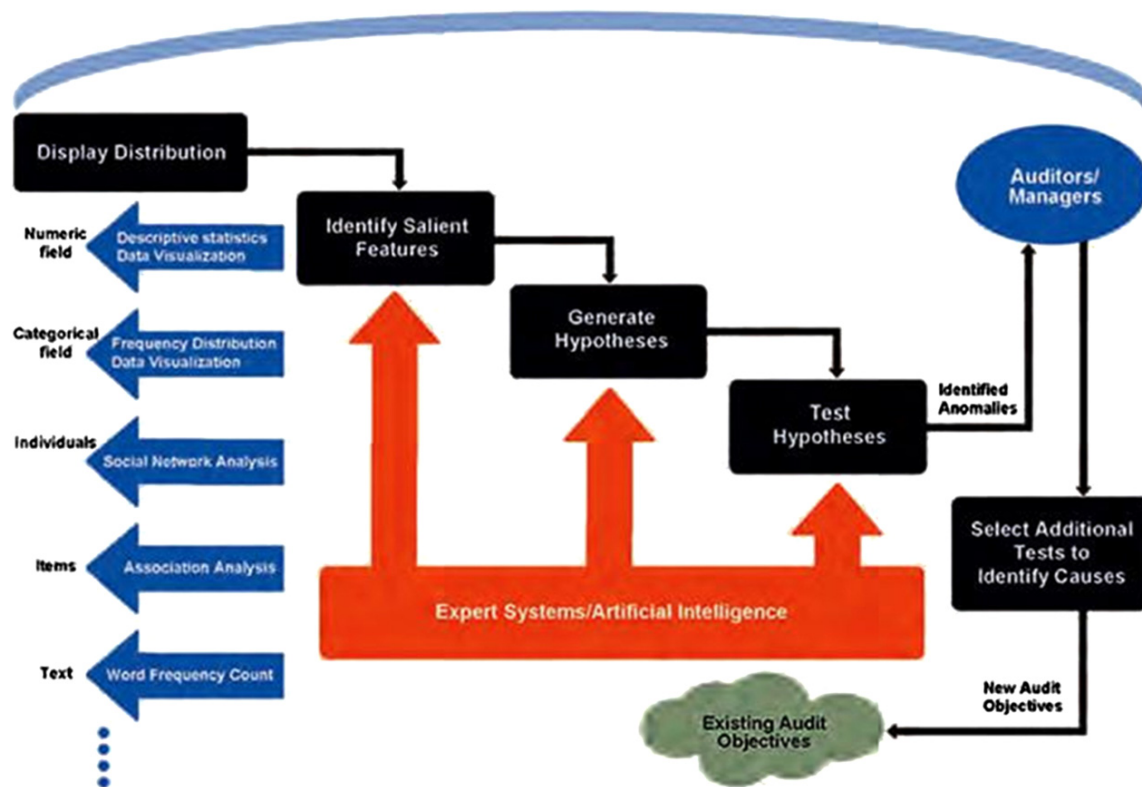 Display Distribution
Identify Salient
Features
Generate
Hypotheses
Test
Hypotheses
Identified
Anomalies
Auditors/
Managers
Select Additional
Tests to
Identify Causes
New Audit
Objectives
Existing Audit
Objectives
Expert Systems/Artificial Intelligence
Numeric
field
Descriptive statistics
Data Visualization
Categorical
field
Frequency Distribution
Data Visualization
Individuals
Social Network Analysis
Items
Association Analysis
Text
Word Frequency Count